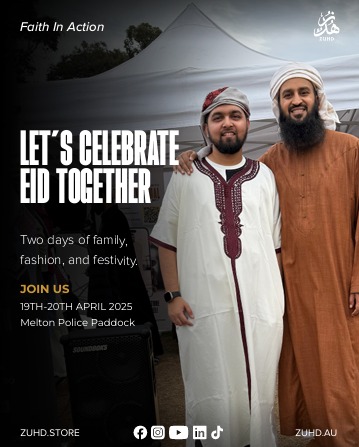 Faith In Action
ZUHD
LET'S CELEBRATE
EID TOGETHER
Two days of family,
fashion, and festivity.
JOIN US
19TH-20TH APRIL 2025
Melton Police Paddock
ZUHD.STORE
ZUHD.AU